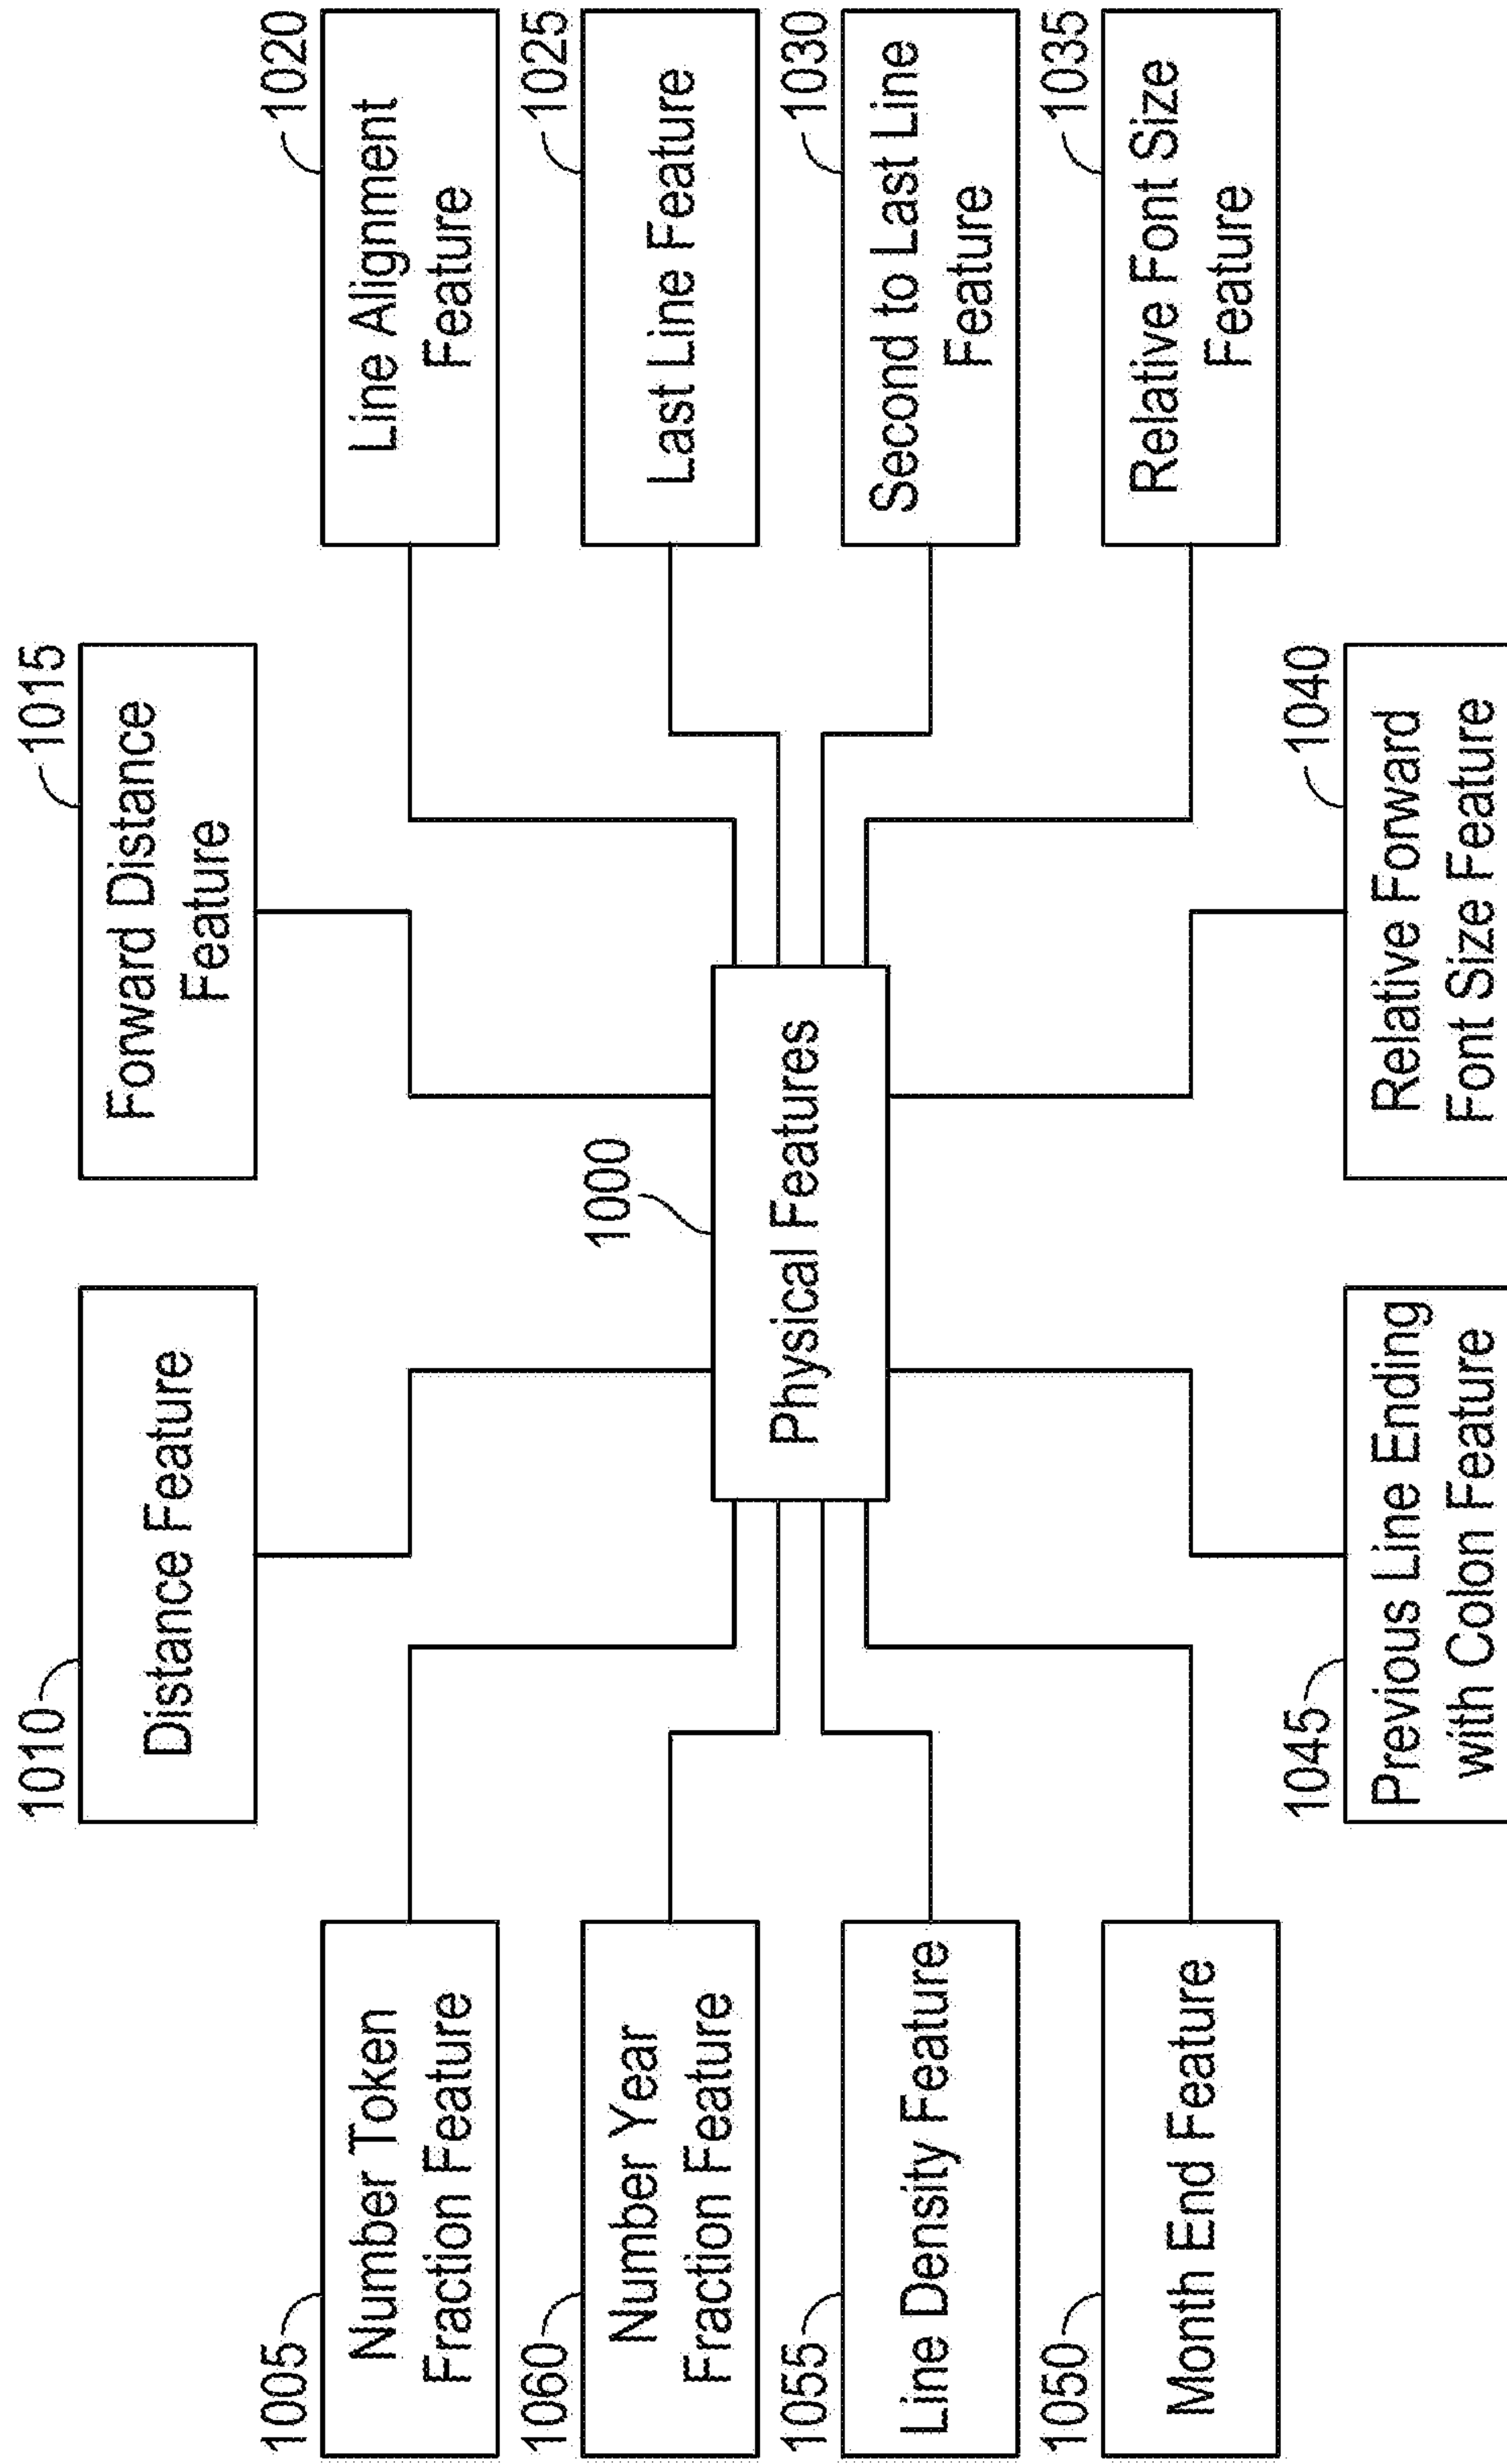 1010
Distance Feature
1015
Forward Distance
Feature
1005
Number Token
Fraction Feature
1020
Line Alignment
Feature
1060
Number Year
Fraction Feature
1025
Last Line Feature
1000
Physical Features
1055
Line Density Feature
1030
Second to Last Line
Feature
1050
Month End Feature
1035
Relative Font Size
Feature
1045
Previous Line Ending
with Colon Feature
1040
Relative Forward
Font Size Feature